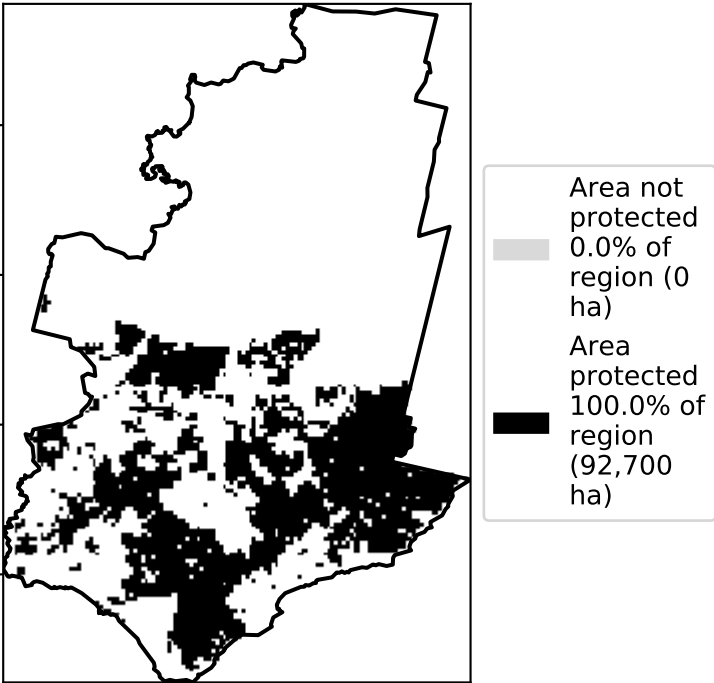 Area not
protected
0.0% of
region (0
ha)
Area
protected
100.0% of
region
(92,700
ha)